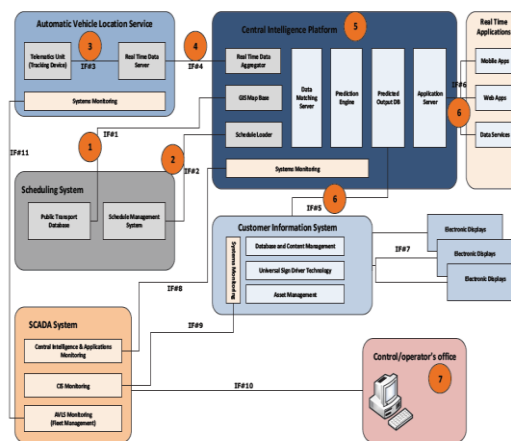 Automatic Vehicle Location Service
3
Telematics Unit
(Tracking Device)
IF#3
Real Time Data
Server
Systems Monitoring
4
IF#4
Central Intelligence Platform
5
Real Time Data
Aggregator
GIS Map Base
Schedule Loader
Data
Matching
Server
Prediction
Engine
Predicted
Output DB
Application
Server
Systems Monitoring
Real Time
Applications
IF#6
6
Mobile Apps
Web Apps
Data Services
IF#11
IF#1
1
2
IF#2
Scheduling System
Public Transport
Database
Schedule Management
System
6
IF#5
Customer Information System
Systems Monitoring
Database and Content Management
Universal Sign Driver Technology
Asset Management
IF#7
Electronic Displays
Electronic Displays
Electronic Displays
IF#8
IF#9
SCADA System
Central Intelligence & Applications
Monitoring
CIS Monitoring
AVLS Monitoring
(Fleet Management)
IF#10
Control/operator's office
7